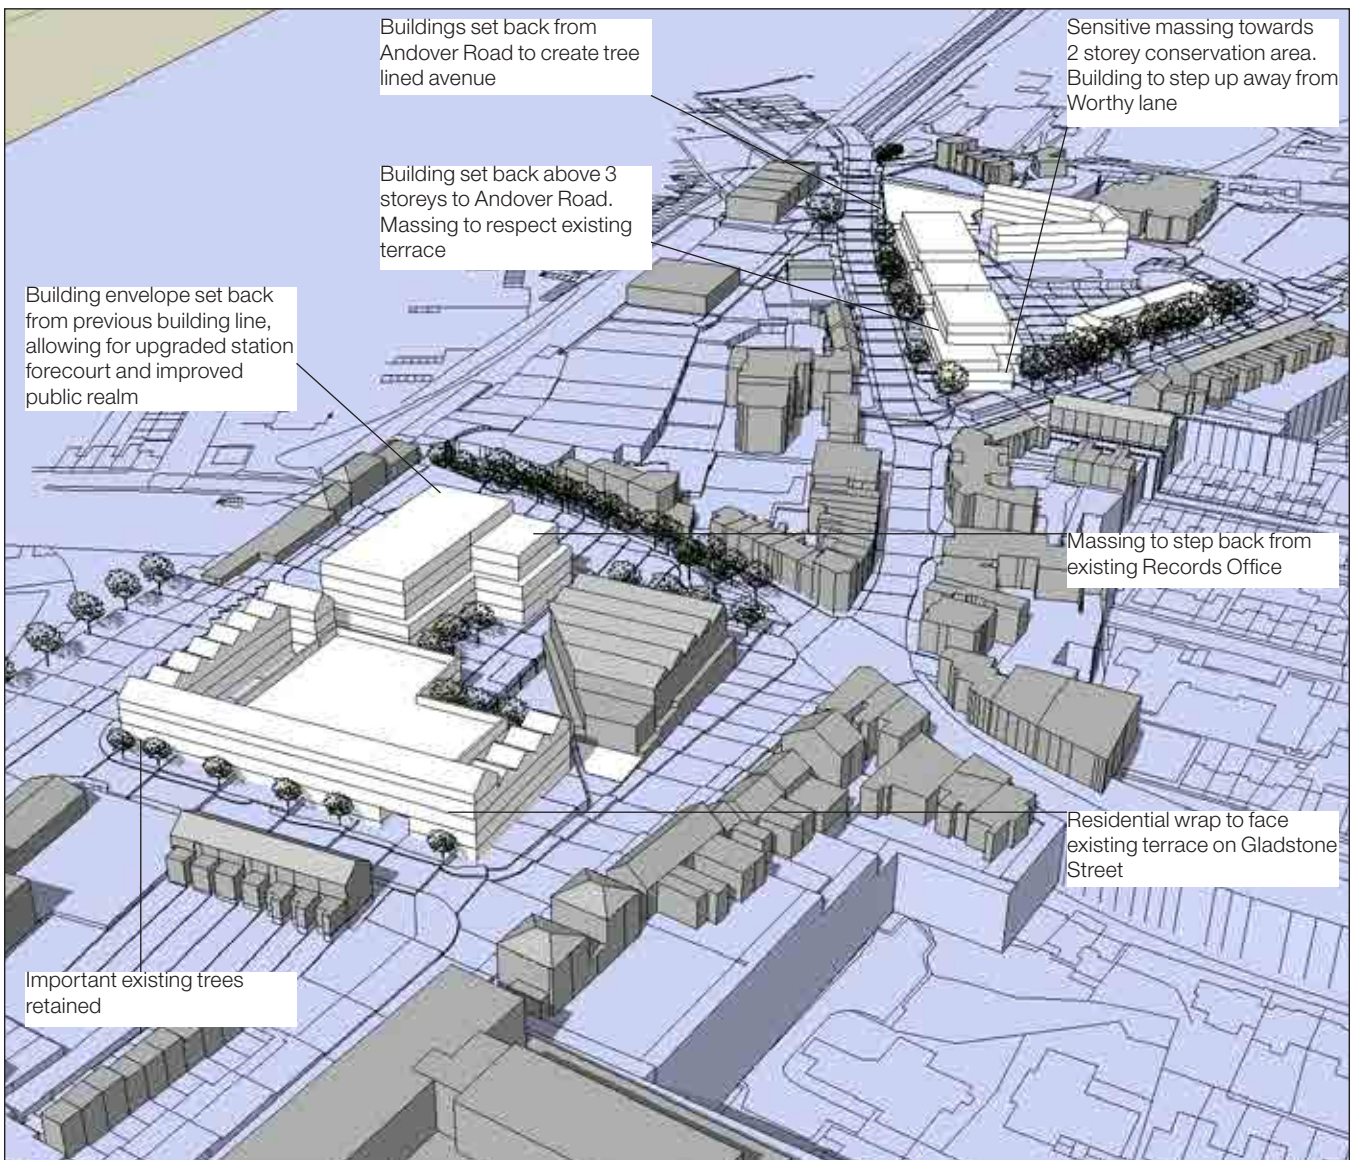 Buildings set back from
Andover Road to create tree
lined avenue
Sensitive massing towards
2 storey conservation area.
Building to step up away from
Worthy lane
Building set back above 3
storeys to Andover Road.
Massing to respect existing
terrace
Building envelope set back
from previous building line,
allowing for upgraded station
forecourt and improved
public realm
Massing to step back from
existing Records Office
Residential wrap to face
existing terrace on Gladstone
Street
Important existing trees
retained